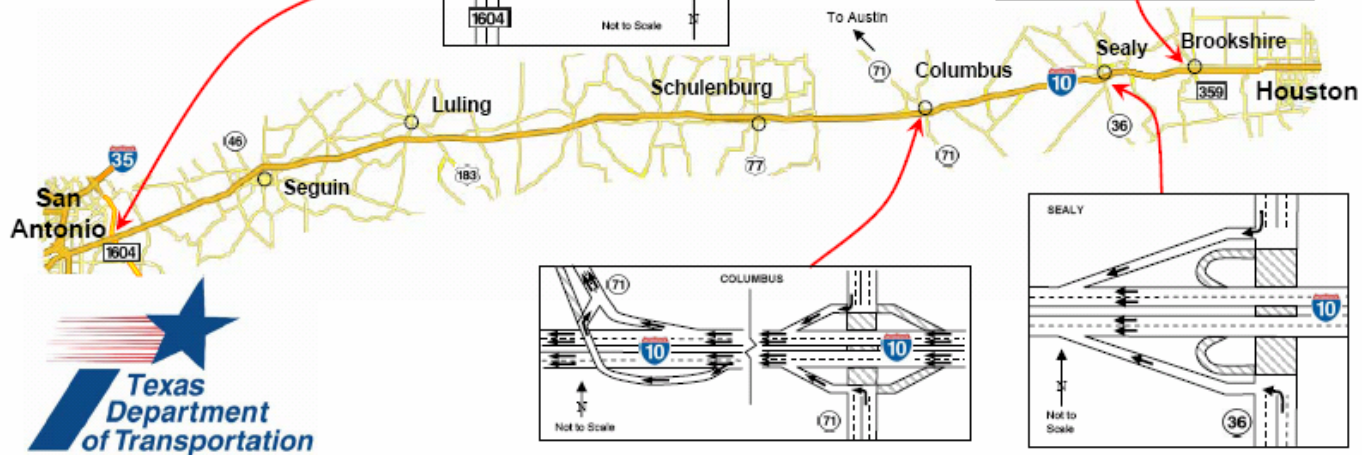 1604
Not to Scale
N
To Austin
71
Columbus
10
Sealy
Brookshire
359
Houston
36
Schulenburg
77
71
Luling
183
46
Seguin
35
San
Antonio
1604
COLUMBUS
71
10
10
N
Not to Scale
71
SEALY
10
N
Not to
Scale
36
Texas
Department
of Transportation